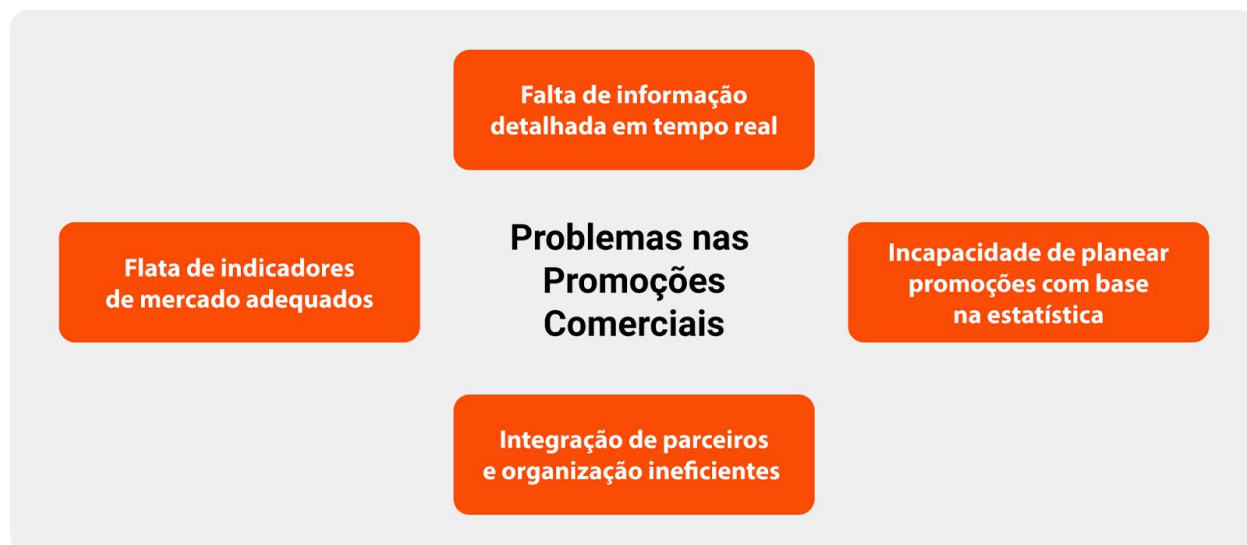 Falta de informação
detalhada em tempo real
Flata de indicadores
de mercado adequados
Problemas nas
Promoções
Comerciais
Incapacidade de planear
promoções com base
na estatística
Integração de parceiros
e organização ineficientes